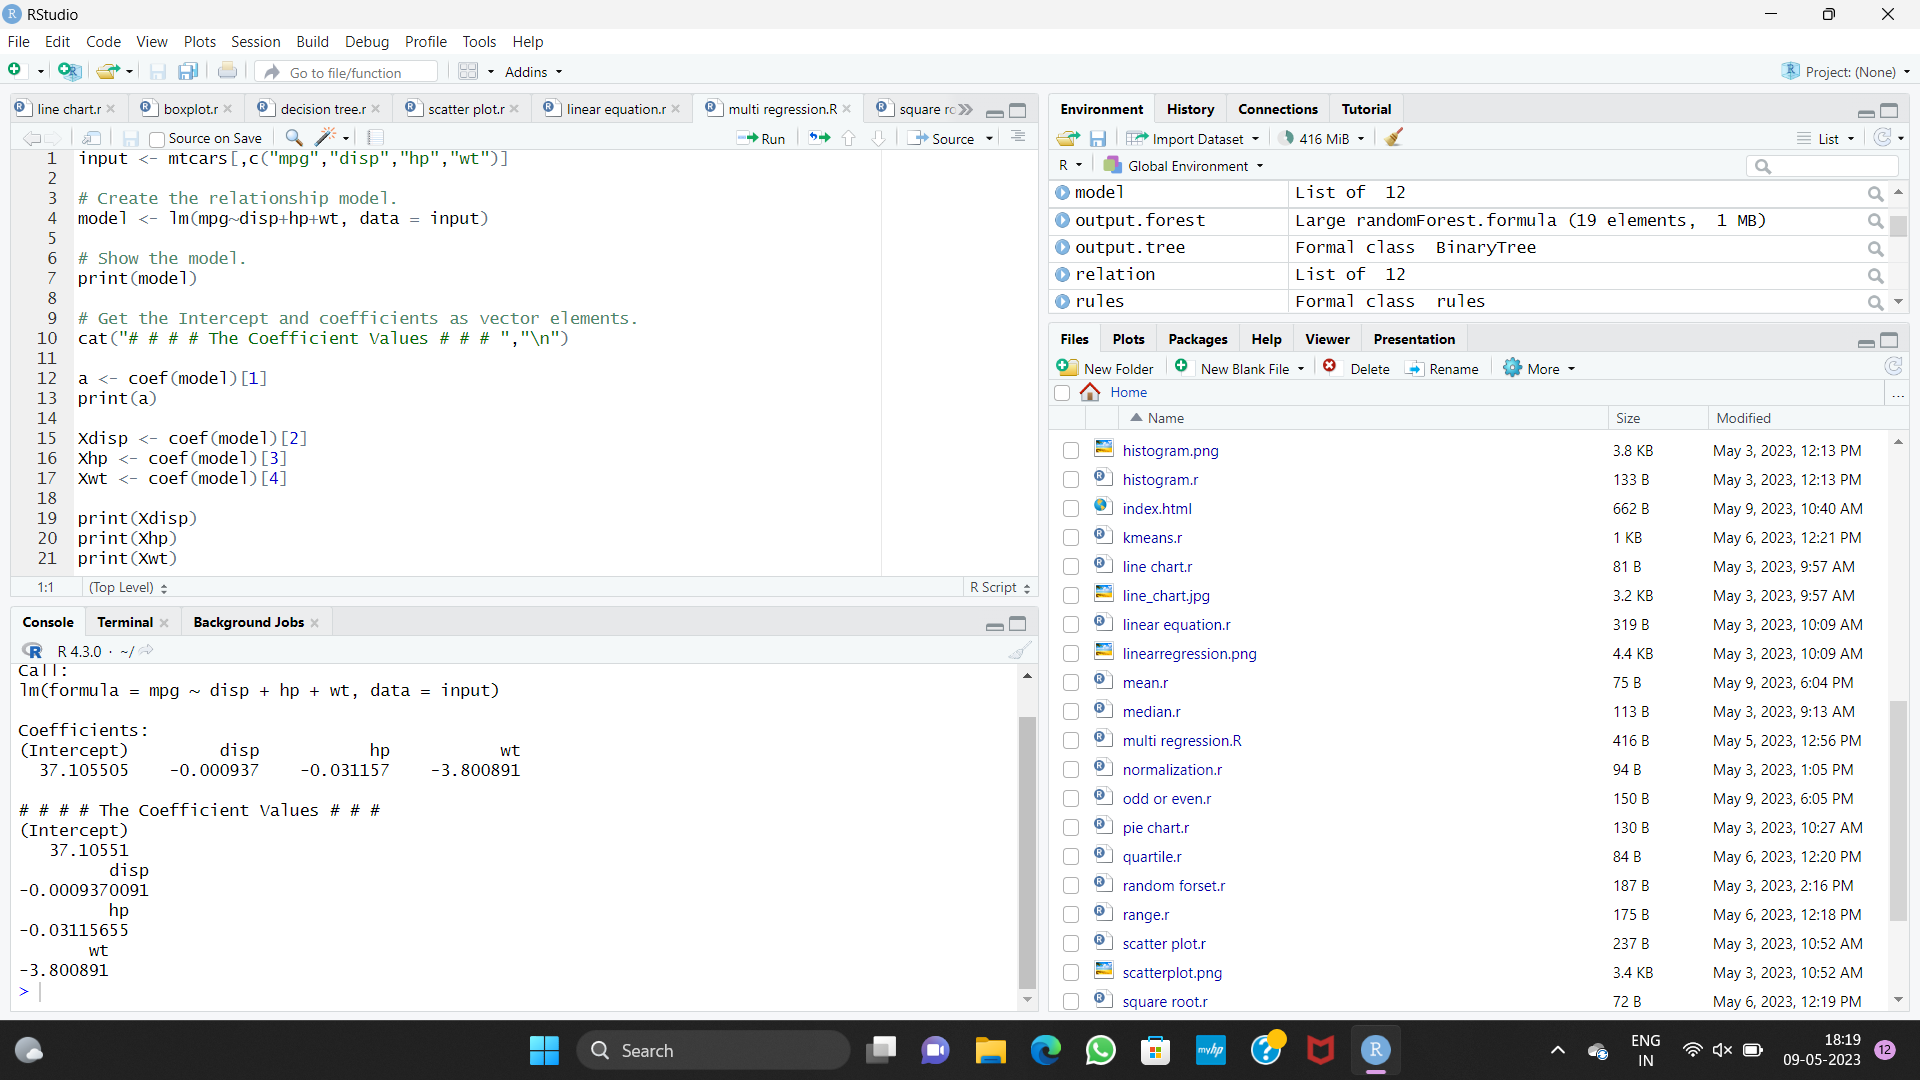 RStudio
File Edit Code View Plots Session Build Debug Profile Tools Help
Go to file/function Addins Project: (None)
line chart.r boxplot.r decision tree.r scatter plot.r linear equation.r multi regression.R square ro
Source on Save Run Source
1 input <- mtcars[,c("mpg","disp","hp","wt")]
2
3 # Create the relationship model.
4 model <- lm(mpg~disp+hp+wt, data = input)
5
6 # Show the model.
7 print(model)
8
9 # Get the Intercept and coefficients as vector elements.
10 cat("# # # # The Coefficient Values # # # ","\n")
11
12 a <- coef(model)[1]
13 print(a)
14
15 Xdisp <- coef(model)[2]
16 Xhp <- coef(model)[3]
17 Xwt <- coef(model)[4]
18
19 print(Xdisp)
20 print(Xhp)
21 print(Xwt)
1:1 (Top Level) R Script
Console Terminal Background Jobs
R 4.3.0 · ~/
Call:
lm(formula = mpg ~ disp + hp + wt, data = input)
Coefficients:
(Intercept) disp hp wt
37.105505 -0.000937 -0.031157 -3.800891
# # # # The Coefficient Values # # #
(Intercept)
37.10551
disp
-0.0009370091
hp
-0.03115655
wt
-3.800891
>
Environment History Connections Tutorial
Import Dataset 416 MiB List
R Global Environment
model List of 12
output.forest Large randomForest.formula (19 elements, 1 MB)
output.tree Formal class BinaryTree
relation List of 12
rules Formal class rules
Files Plots Packages Help Viewer Presentation
New Folder New Blank File Delete Rename More
Home ...
Name Size Modified
histogram.png 3.8 KB May 3, 2023, 12:13 PM
histogram.r 133 B May 3, 2023, 12:13 PM
index.html 662 B May 9, 2023, 10:40 AM
kmeans.r 1 KB May 6, 2023, 12:21 PM
line chart.r 81 B May 3, 2023, 9:57 AM
line_chart.jpg 3.2 KB May 3, 2023, 9:57 AM
linear equation.r 319 B May 3, 2023, 10:09 AM
linearregression.png 4.4 KB May 3, 2023, 10:09 AM
mean.r 75 B May 9, 2023, 6:04 PM
median.r 113 B May 3, 2023, 9:13 AM
multi regression.R 416 B May 5, 2023, 12:56 PM
normalization.r 94 B May 3, 2023, 1:05 PM
odd or even.r 150 B May 9, 2023, 6:05 PM
pie chart.r 130 B May 3, 2023, 10:27 AM
quartile.r 84 B May 6, 2023, 12:20 PM
random forset.r 187 B May 3, 2023, 2:16 PM
range.r 175 B May 6, 2023, 12:18 PM
scatter plot.r 237 B May 3, 2023, 10:52 AM
scatterplot.png 3.4 KB May 3, 2023, 10:52 AM
square root.r 72 B May 6, 2023, 12:19 PM
Search myhp R ENG IN 18:19 09-05-2023 12